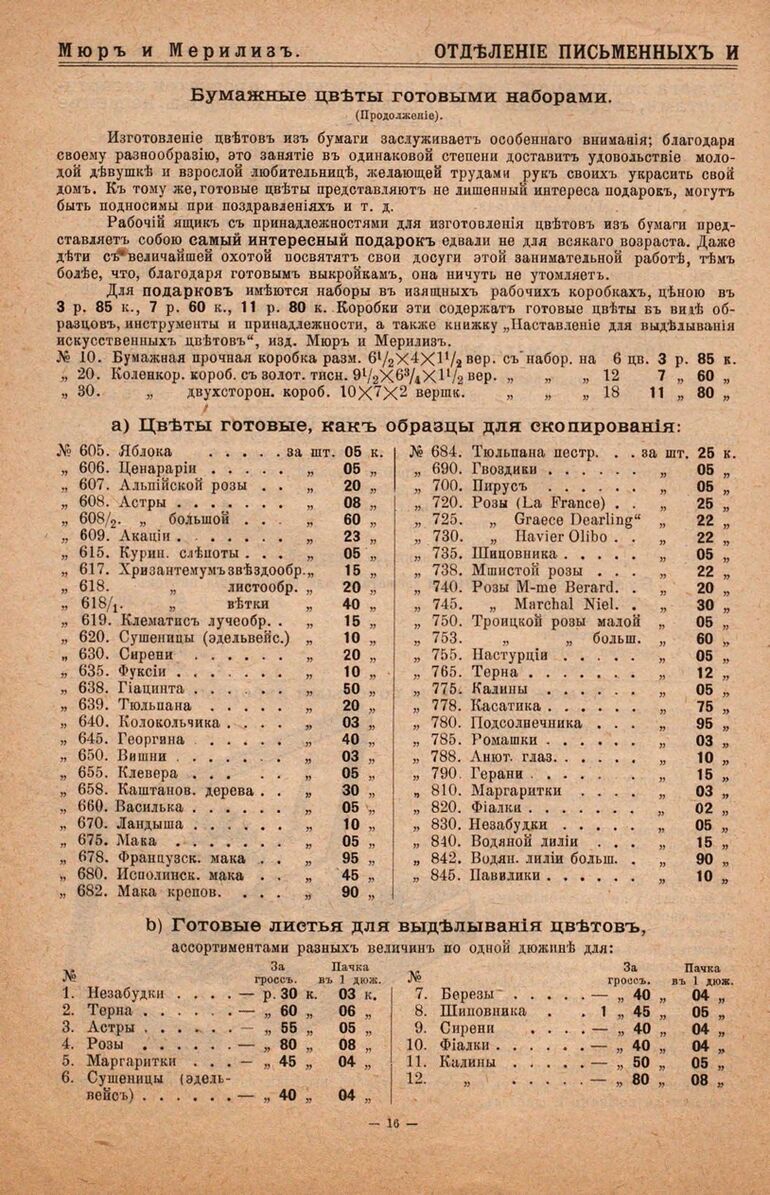 Мюръ и Мерилизъ. ОТДѢЛЕНІЕ ПИСЬМЕННЫХЪ И
Бумажные цвѣты готовыми наборами.
(Продолженіе).
Изготовленіе цвѣтовъ изъ бумаги заслуживаетъ особеннаго вниманія; благодаря
своему разнообразію, это занятіе въ одинаковой степени доставитъ удовольствіе моло-
дой дѣвушкѣ и взрослой любительницѣ, желающей трудами рукъ своихъ украсить свой
домъ. Къ тому же, готовые цвѣты представляютъ не лишенный интереса подарокъ, могутъ
быть подносимы при поздравленіяхъ и т. д.
Рабочій ящикъ съ принадлежностями для изготовленія цвѣтовъ изъ бумаги пред-
ставляетъ собою самый интересный подарокъ едвали не для всякаго возраста. Даже
дѣти съ величайшей охотой посвятятъ свои досуги этой занимательной работѣ, тѣмъ
болѣе, что, благодаря готовымъ выкройкамъ, она ничуть не утомляетъ.
Для подарковъ имѣются наборы въ изящныхъ рабочихъ коробкахъ, цѣною въ
3 р. 85 к., 7 р. 60 к., 11 р. 80 к. Коробки эти содержатъ готовые цвѣты въ видѣ об-
разцовъ, инструменты и принадлежности, а также книжку „Наставленіе для выдѣлыванія
искусственныхъ цвѣтовъ“, изд. Мюръ и Мерилизъ.
№ 10. Бумажная прочная коробка разм. 6½X4X1½ вер. съ набор. на 6 цв. 3 р. 85 к.
„ 20. Коленкор. короб. съ золот. тисн. 9½X6¾X1½ вер. „ „ „ 12 7 „ 60 „
„ 30. „ двухсторон. короб. 10X7X2 вершк. „ „ „ 18 11 „ 80 „
a) Цвѣты готовые, какъ образцы для скопированія:
№ 605. Яблока . . . . . за шт. 05 к.
„ 606. Ценараріи . . . . . „ 05 „
„ 607. Альпійской розы . . „ 20 „
„ 608. Астры . . . . . . . „ 08 „
„ 608/2. „ большой . . . „ 60 „
„ 609. Акаціи . . . . . . . „ 23 „
„ 615. Курин. слѣпоты . . . „ 05 „
„ 617. Хризантемумъ звѣздообр. „ 15 „
„ 618. „ листообр. „ 20 „
„ 618/1. „ вѣтки „ 40 „
„ 619. Клематисъ лучеобр. . „ 15 „
„ 620. Сушеницы (эдельвейс.) „ 10 „
„ 630. Сирени . . . . . . „ 20 „
„ 635. Фуксіи . . . . . . . „ 10 „
„ 638. Гіацинта . . . . . . „ 50 „
„ 639. Тюльпана . . . . . „ 20 „
„ 640. Колокольчика . . . . „ 03 „
„ 645. Георгина . . . . . „ 40 „
„ 650. Вишни . . . . . . . „ 03 „
„ 655. Клевера . . . . . . „ 05 „
„ 658. Каштанов. дерева . . „ 30 „
„ 660. Василька . . . . . . „ 05 „
„ 670. Ландыша . . . . . . „ 10 „
„ 675. Мака . . . . . . . „ 05 „
„ 678. Французск. мака . . „ 95 „
„ 680. Исполинск. мака . . „ 45 „
„ 682. Мака крепов. . . . „ 90 „
№ 684. Тюльпана пестр. . . за шт. 25 к.
„ 690. Гвоздики . . . . . . „ 05 „
„ 700. Пирусъ . . . . . . „ 05 „
„ 720. Розы (La France) . . „ 25 „
„ 725. „ Graece Dearling“ „ 22 „
„ 730. „ Havier Olibo . . „ 22 „
„ 735. Шиповника . . . . . „ 05 „
„ 738. Мшистой розы . . . „ 22 „
„ 740. Розы M-me Berard. . „ 20 „
„ 745. „ Marchal Niel. . „ 30 „
„ 750. Троицкой розы малой „ 05 „
„ 753. „ „ больш. „ 60 „
„ 755. Настурціи . . . . . „ 05 „
„ 765. Терна . . . . . . . „ 12 „
„ 775. Калины . . . . . . „ 05 „
„ 778. Касатика . . . . . . „ 75 „
„ 780. Подсолнечника . . . „ 95 „
„ 785. Ромашки . . . . . . „ 03 „
„ 788. Анют. глаз. . . . . . „ 10 „
„ 790. Герани . . . . . . . „ 15 „
„ 810. Маргаритки . . . . „ 03 „
„ 820. Фіалки . . . . . . . „ 02 „
„ 830. Незабудки . . . . . „ 05 „
„ 840. Водяной лиліи . . . „ 15 „
„ 842. Водян. лиліи больш. . „ 90 „
„ 845. Павилики . . . . . . „ 10 „
b) Готовые листья для выдѣлыванія цвѣтовъ,
ассортиментами разныхъ величинъ по одной дюжинѣ для:
№ За гроссъ. Пачка въ 1 дюж.
1. Незабудки . . . . — р. 30 к. 03 к.
2. Терна . . . . . . — „ 60 „ 06 „
3. Астры . . . . . . — „ 55 „ 05 „
4. Розы . . . . . . — „ 80 „ 08 „
5. Маргаритки . . . — „ 45 „ 04 „
6. Сушеницы (эдель-
вейсъ) . . . . . . — „ 40 „ 04 „
№ За гроссъ. Пачка въ 1 дюж.
7. Березы . . . . . . — „ 40 „ 04 „
8. Шиповника . . 1 „ 45 „ 05 „
9. Сирени . . . . — „ 40 „ 04 „
10. Фіалки . . . . . . — „ 40 „ 04 „
11. Калины . . . . . — „ 50 „ 05 „
12. „ . . . . . — „ 80 „ 08 „
— 16 —